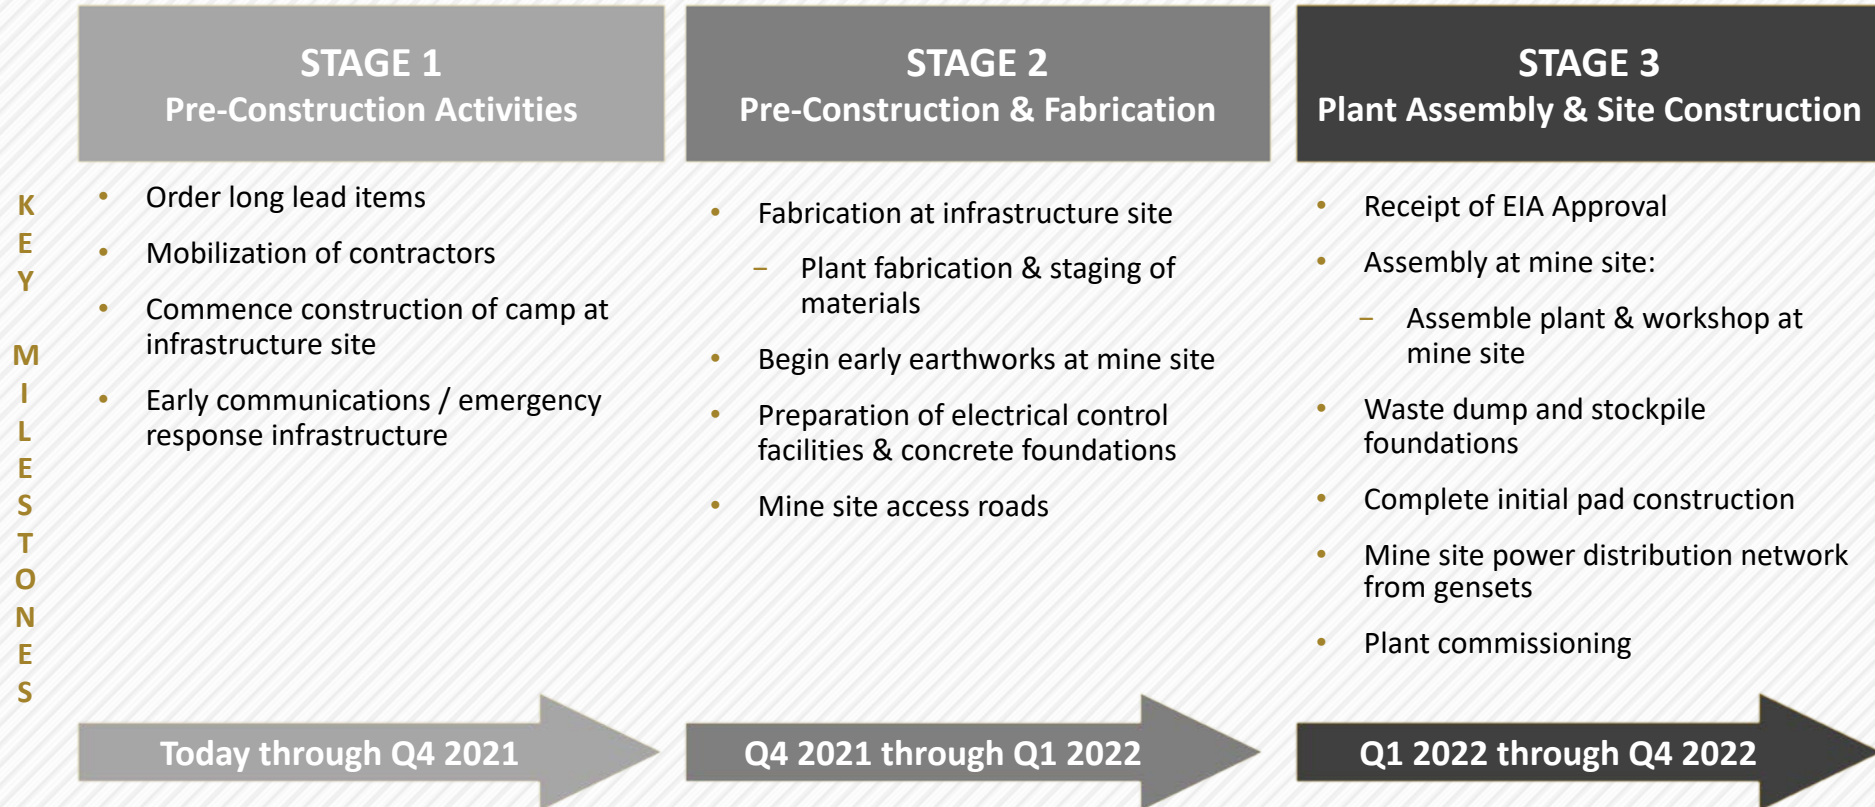 STAGE 1
Pre-Construction Activities
STAGE 2
Pre-Construction & Fabrication
STAGE 3
Plant Assembly & Site Construction
KEY MILESTONES
• Order long lead items
• Mobilization of contractors
• Commence construction of camp at
infrastructure site
• Early communications / emergency
response infrastructure
• Fabrication at infrastructure site
– Plant fabrication & staging of
materials
• Begin early earthworks at mine site
• Preparation of electrical control
facilities & concrete foundations
• Mine site access roads
• Receipt of EIA Approval
• Assembly at mine site:
– Assemble plant & workshop at
mine site
• Waste dump and stockpile
foundations
• Complete initial pad construction
• Mine site power distribution network
from gensets
• Plant commissioning
Today through Q4 2021
Q4 2021 through Q1 2022
Q1 2022 through Q4 2022